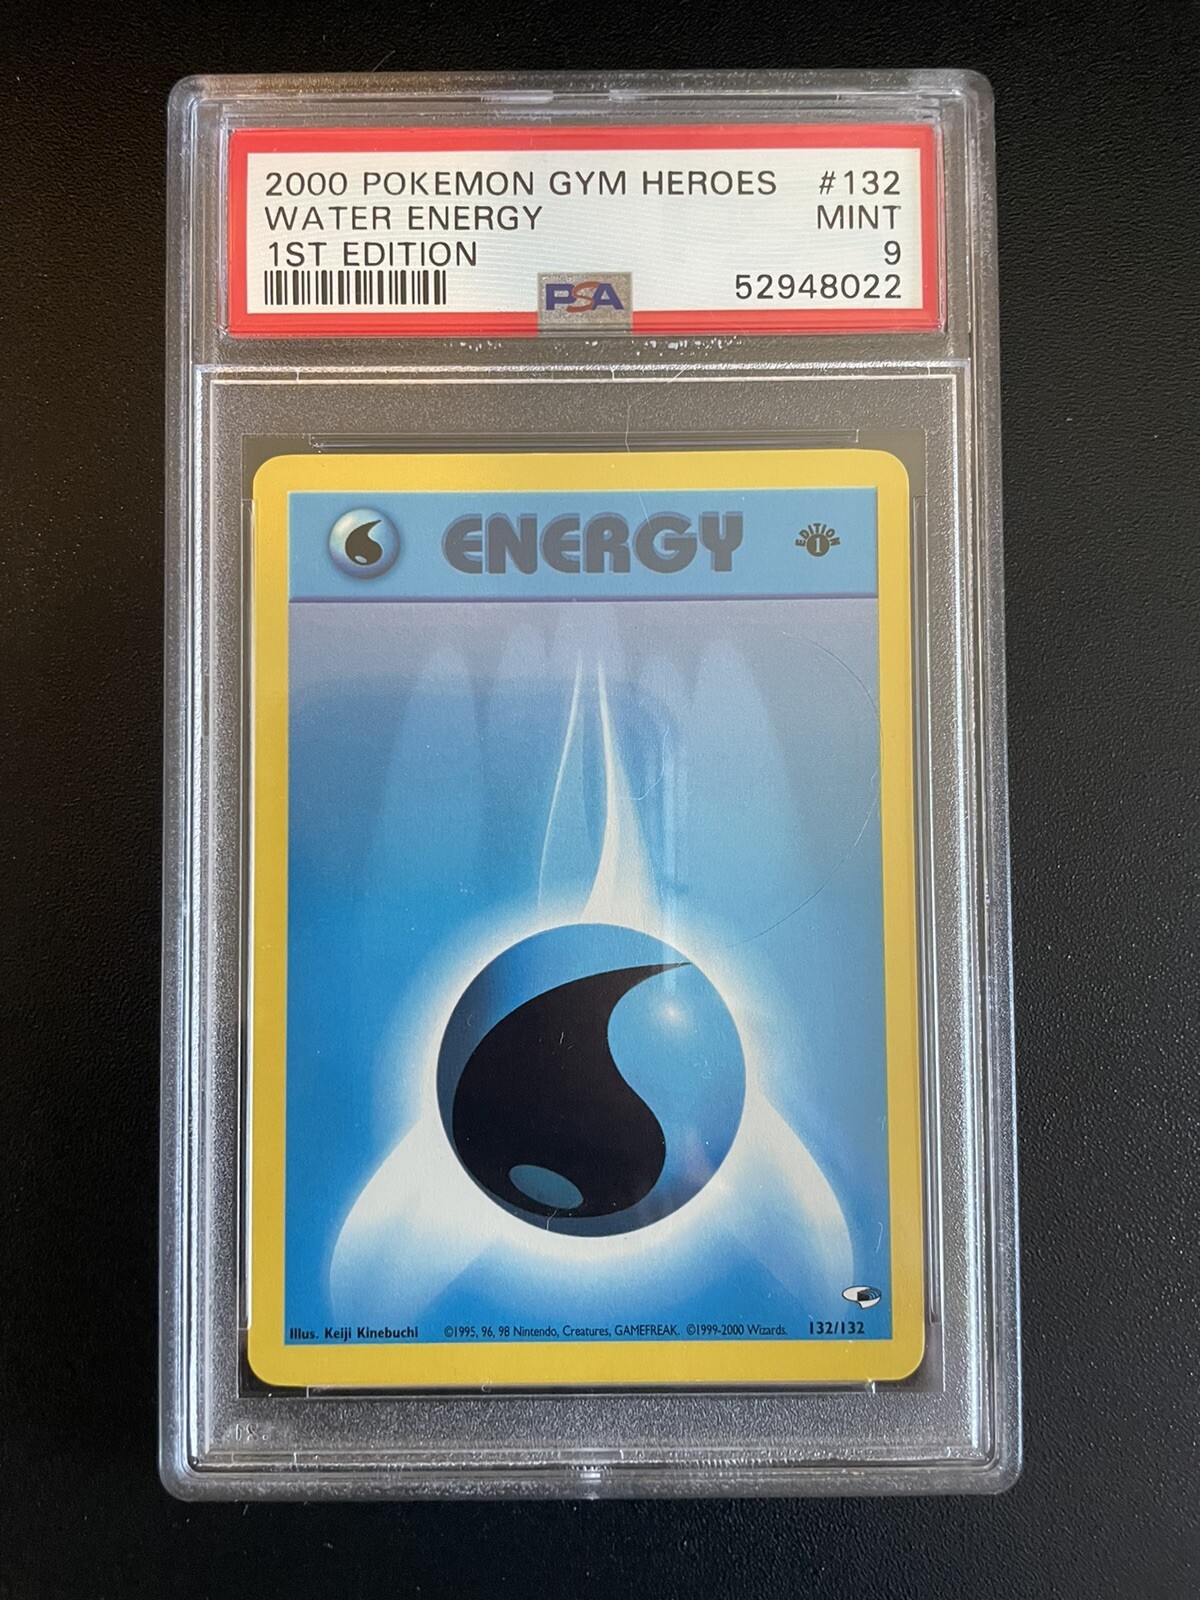 2000 POKEMON GYM HEROES #132
WATER ENERGY MINT
1ST EDITION 9
PSA 52948022
ENERGY
EDITION
1
Illus. Keiji Kinebuchi ©1995, 96, 98 Nintendo, Creatures, GAMEFREAK. ©1999-2000 Wizards. 132/132